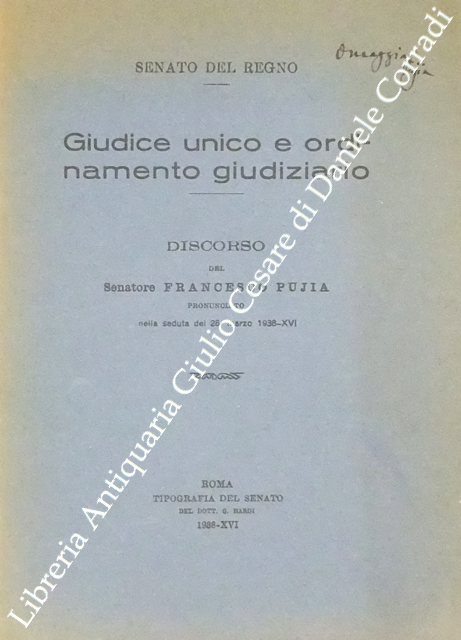 SENATO DEL REGNO
Omaggio
Giudice unico e ordi-
namento giudiziario
DISCORSO
DEL
Senatore FRANCESCO PUJIA
PRONUNCIATO
nella seduta del 28 marzo 1938-XVI
ROMA
TIPOGRAFIA DEL SENATO
DEL DOTT. G. BARDI
1938-XVI
Libreria Antiquaria Giulio Cesare di Daniele Corradi